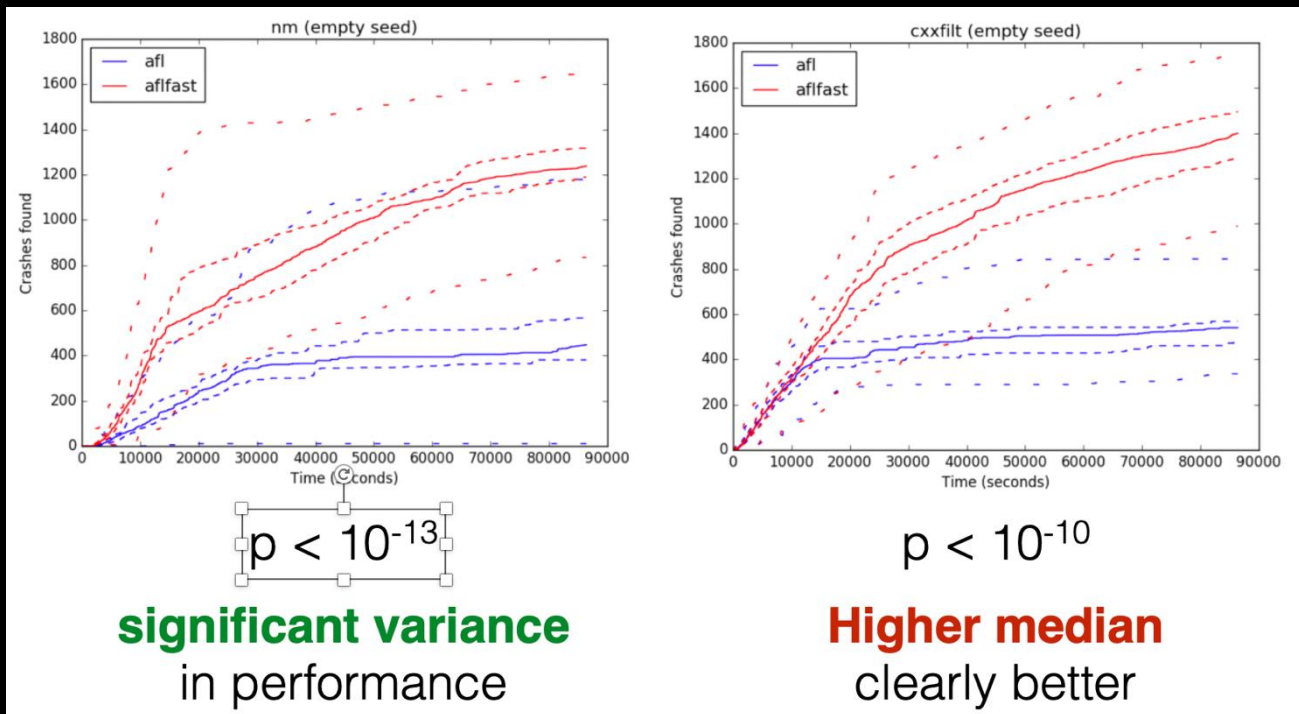 nm (empty seed)
afl
aflfast
1800
1600
1400
1200
1000
800
600
400
200
0
Crashes found
0 10000 20000 30000 40000 50000 60000 70000 80000 90000
Time (conds)
p < 10⁻¹³
significant variance
in performance
cxxfilt (empty seed)
afl
aflfast
1800
1600
1400
1200
1000
800
600
400
200
0
Crashes found
0 10000 20000 30000 40000 50000 60000 70000 80000 90000
Time (seconds)
p < 10⁻¹⁰
Higher median
clearly better